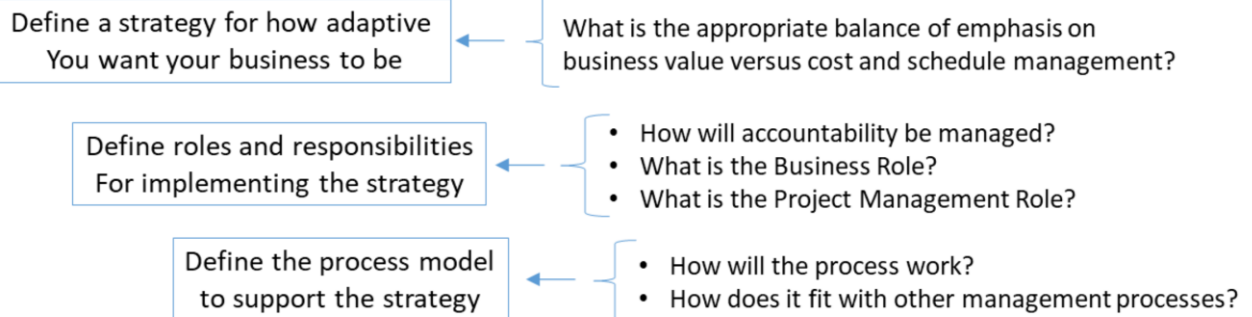 Define a strategy for how adaptive
You want your business to be
What is the appropriate balance of emphasis on
business value versus cost and schedule management?
Define roles and responsibilities
For implementing the strategy
• How will accountability be managed?
• What is the Business Role?
• What is the Project Management Role?
Define the process model
to support the strategy
• How will the process work?
• How does it fit with other management processes?